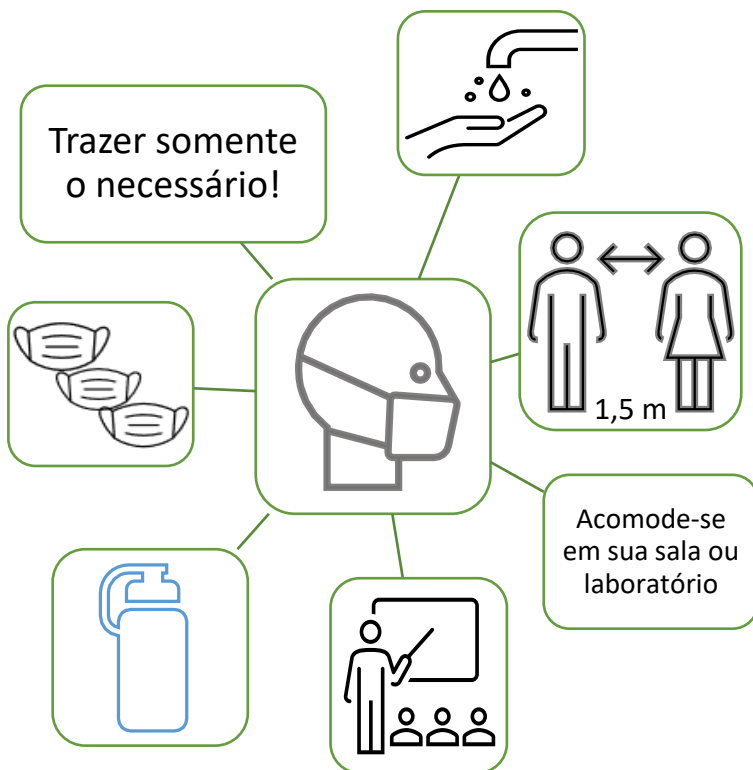 Trazer somente
o necessário!
1,5 m
Acomode-se
em sua sala ou
laboratório